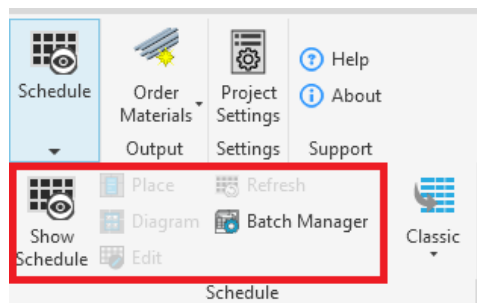 Schedule
Order
Materials
Output
Project
Settings
Settings
Help
About
Support
Show
Schedule
Place
Diagram
Edit
Refresh
Batch Manager
Classic
Schedule